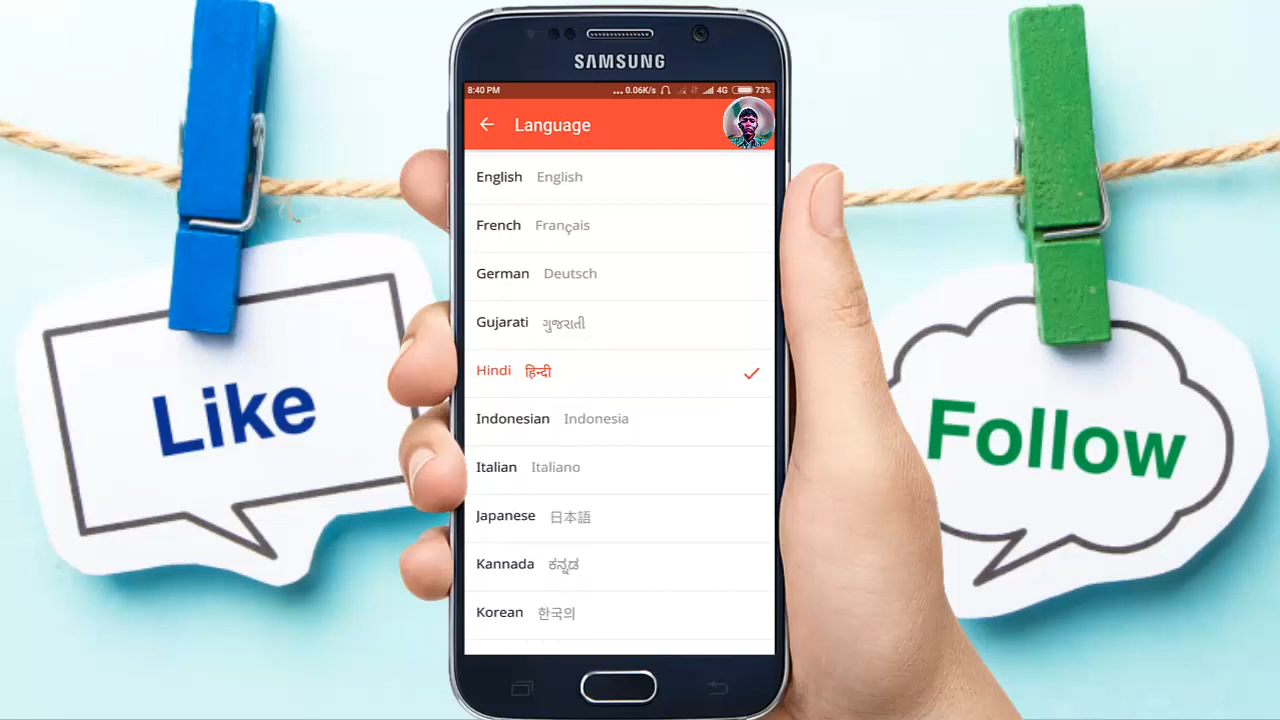 SAMSUNG
8:40 PM ... 0.06K/s 4G 73%
Language
English English
French Français
German Deutsch
Gujarati ગુજરાતી
Hindi हिन्दी
Indonesian Indonesia
Italian Italiano
Japanese 日本語
Kannada ಕನ್ನಡ
Korean 한국의
Like
Follow